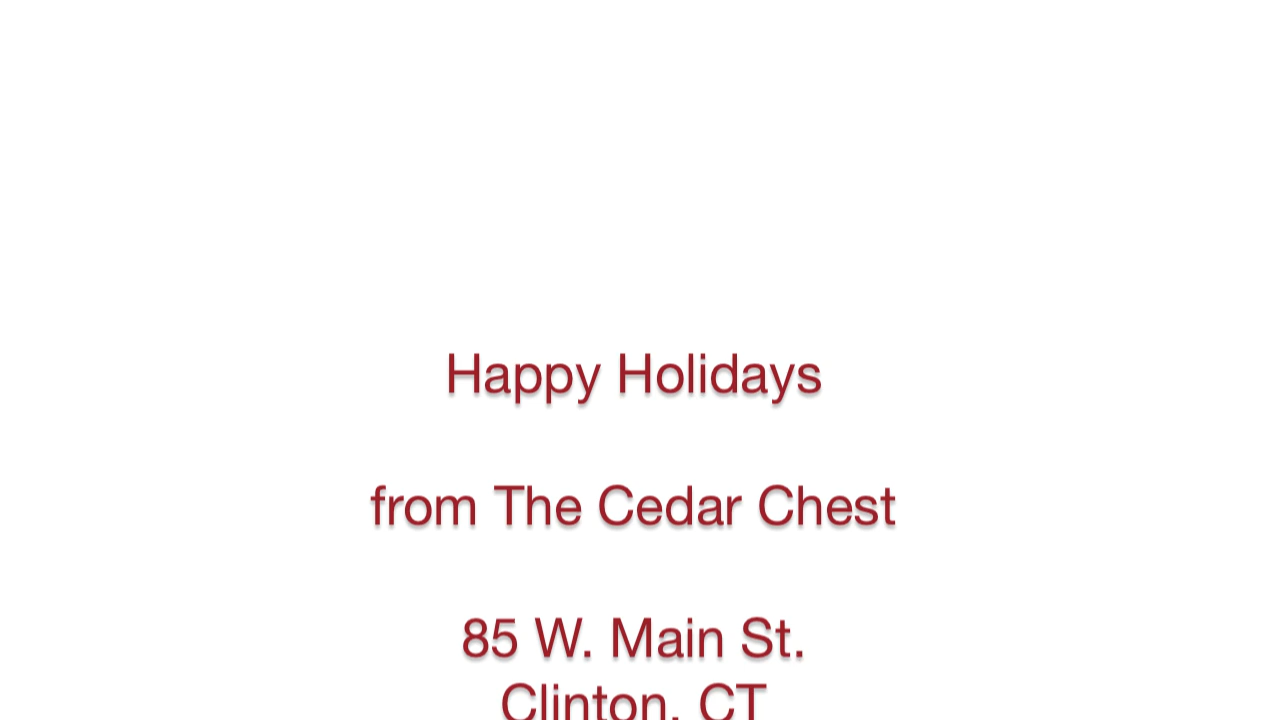 Happy Holidays
from The Cedar Chest
85 W. Main St.
Clinton, CT